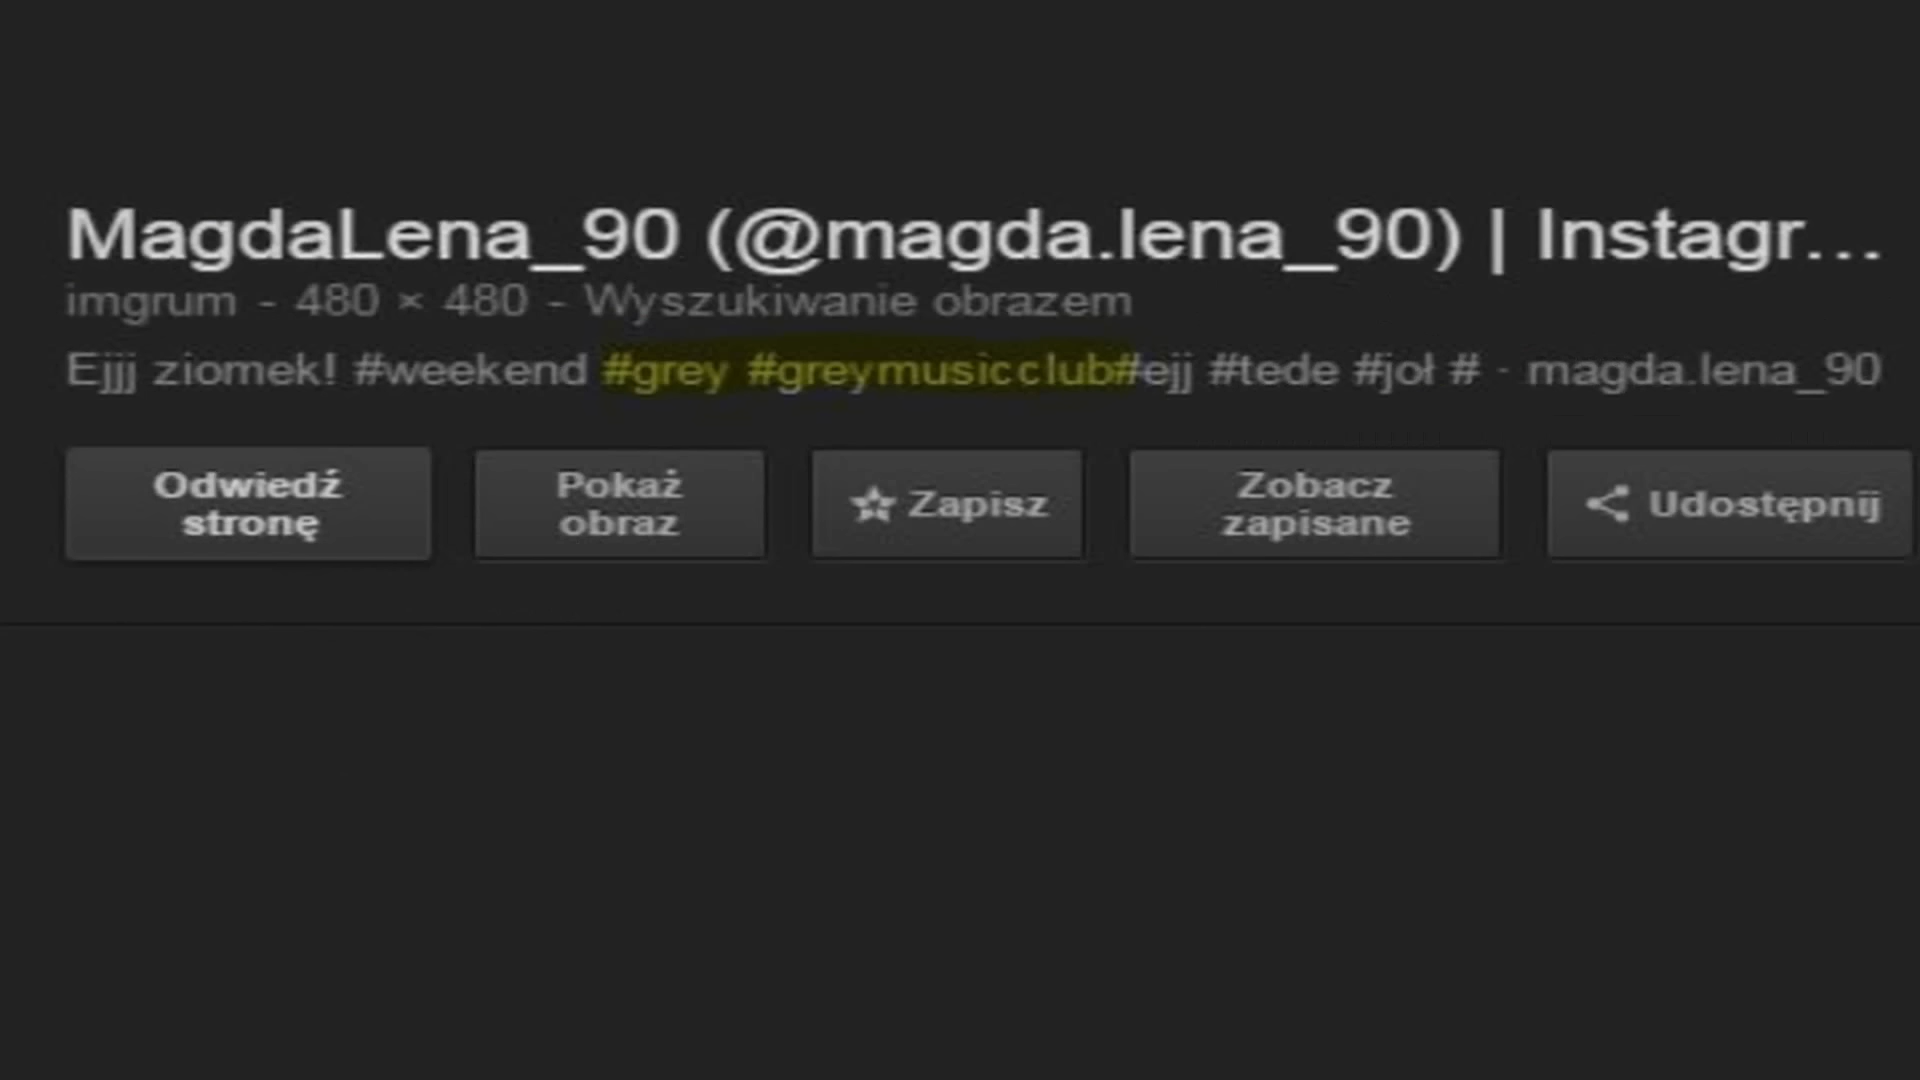 MagdaLena_90 (@magda.lena_90) | Instagr...
imgrum - 480 × 480 - Wyszukiwanie obrazem
Ejjj ziomek! #weekend #grey #greymusicclub#ejj #tede #joł # · magda.lena_90
Odwiedź stronę
Pokaż obraz
Zapisz
Zobacz zapisane
Udostępnij